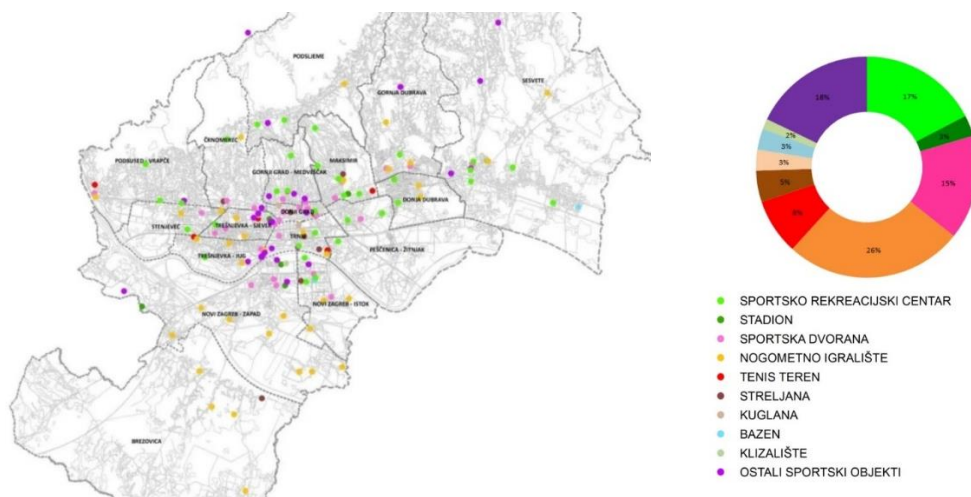 PODSLJEME
SESVETE
GORNJA DUBRAVA
ČRNOMEREC
PODSUSED - VRAPČE
MAKSIMIR
GORNJI GRAD - MEDVEŠČAK
DONJA DUBRAVA
DONJI GRAD
STENJEVEC
TREŠNJEVKA - SJEVER
TRNJE
PEŠČENICA - ŽITNJAK
TREŠNJEVKA - JUG
NOVI ZAGREB - ISTOK
NOVI ZAGREB - ZAPAD
BREZOVICA
18%
17%
2%
3%
3%
15%
5%
26%
SPORTSKO REKREACIJSKI CENTAR
STADION
SPORTSKA DVORANA
NOGOMETNO IGRALIŠTE
TENIS TEREN
STRELJANA
KUGLANA
BAZEN
KLIZALIŠTE
OSTALI SPORTSKI OBJEKTI